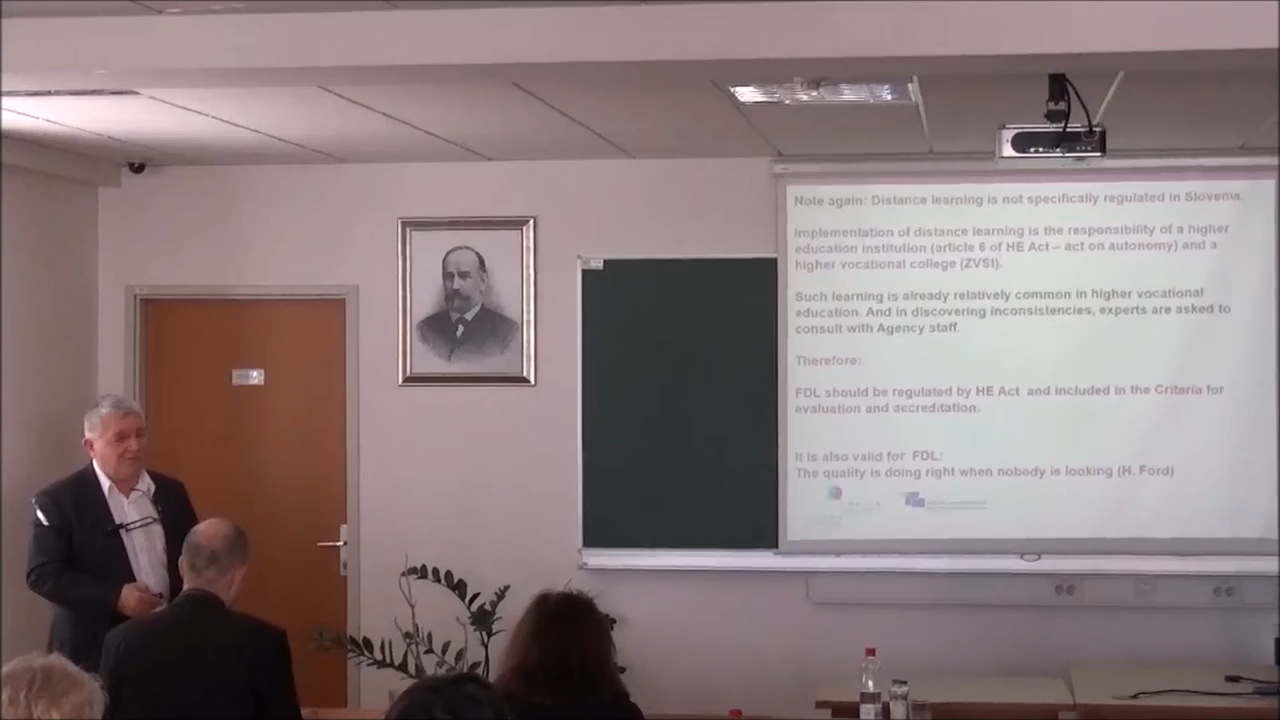 Note again: Distance learning is not specifically regulated in Slovenia.
Implementation of distance learning is the responsibility of a higher
education institution (article 6 of HE Act – act on autonomy) and a
higher vocational college (ZVSI).
Such learning is already relatively common in higher vocational
education. And in discovering inconsistencies, experts are asked to
consult with Agency staff.
Therefore:
FDL should be regulated by HE Act and included in the Criteria for
evaluation and accreditation.
It is also valid for FDL:
The quality is doing right when nobody is looking (H. Ford)